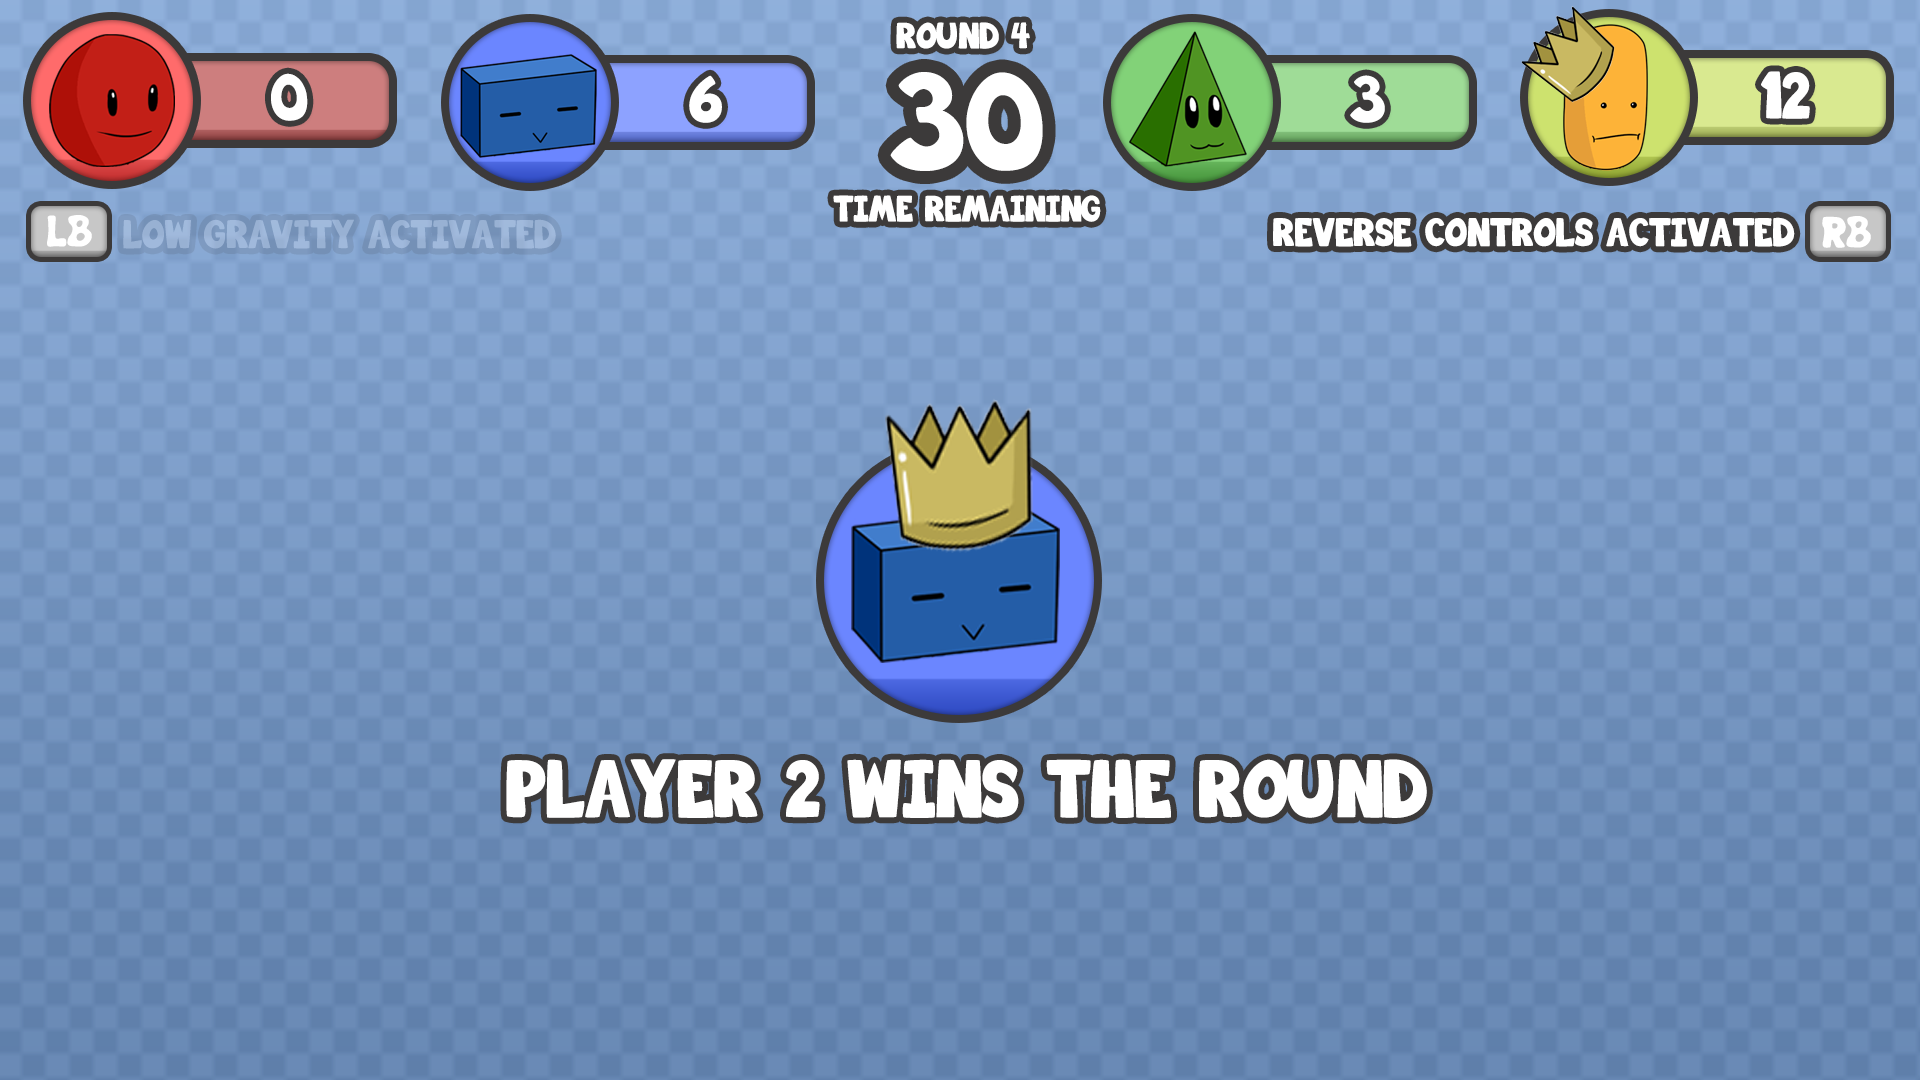 0
6
ROUND 4
30
TIME REMAINING
3
12
LB LOW GRAVITY ACTIVATED
REVERSE CONTROLS ACTIVATED RB
PLAYER 2 WINS THE ROUND